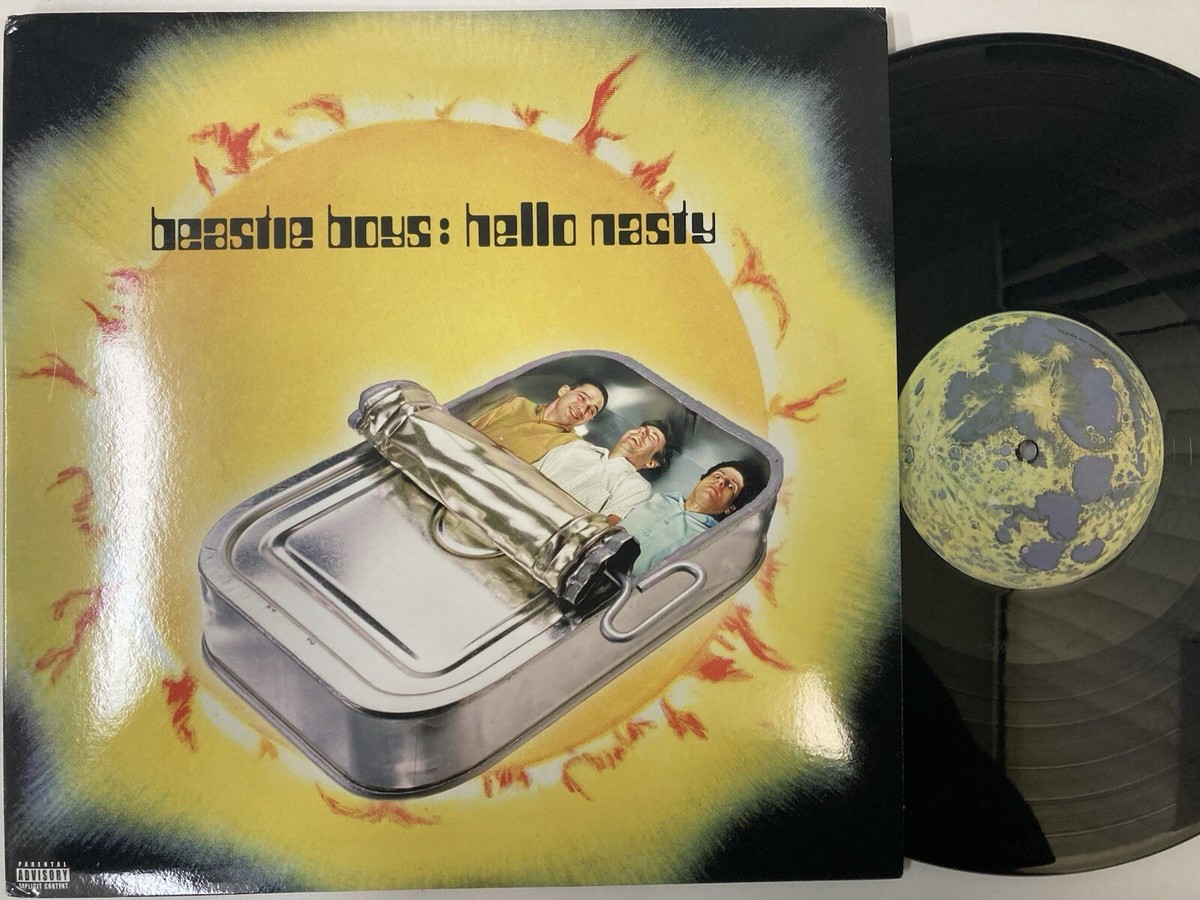 beastie boys: hello nasty
PARENTAL
ADVISORY
EXPLICIT CONTENT